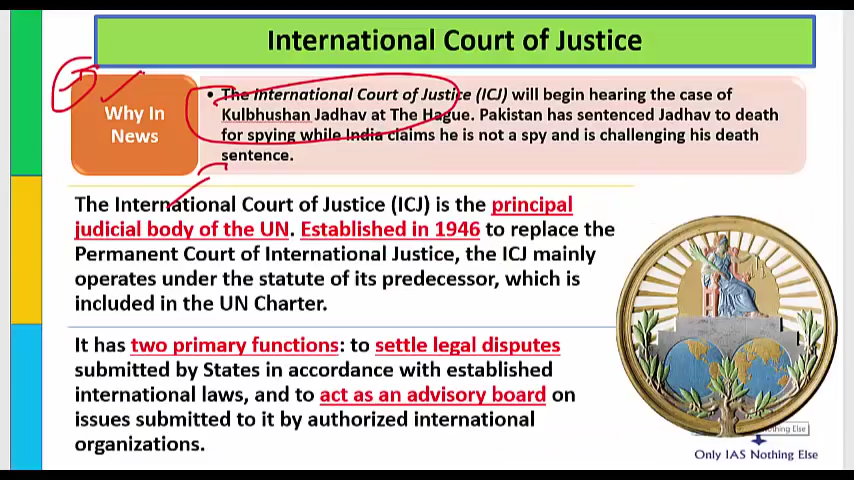 International Court of Justice
Why In
News
• The International Court of Justice (ICJ) will begin hearing the case of
Kulbhushan Jadhav at The Hague. Pakistan has sentenced Jadhav to death
for spying while India claims he is not a spy and is challenging his death
sentence.
The International Court of Justice (ICJ) is the principal
judicial body of the UN. Established in 1946 to replace the
Permanent Court of International Justice, the ICJ mainly
operates under the statute of its predecessor, which is
included in the UN Charter.
It has two primary functions: to settle legal disputes
submitted by States in accordance with established
international laws, and to act as an advisory board on
issues submitted to it by authorized international
organizations.
Nothing Else
Only IAS Nothing Else